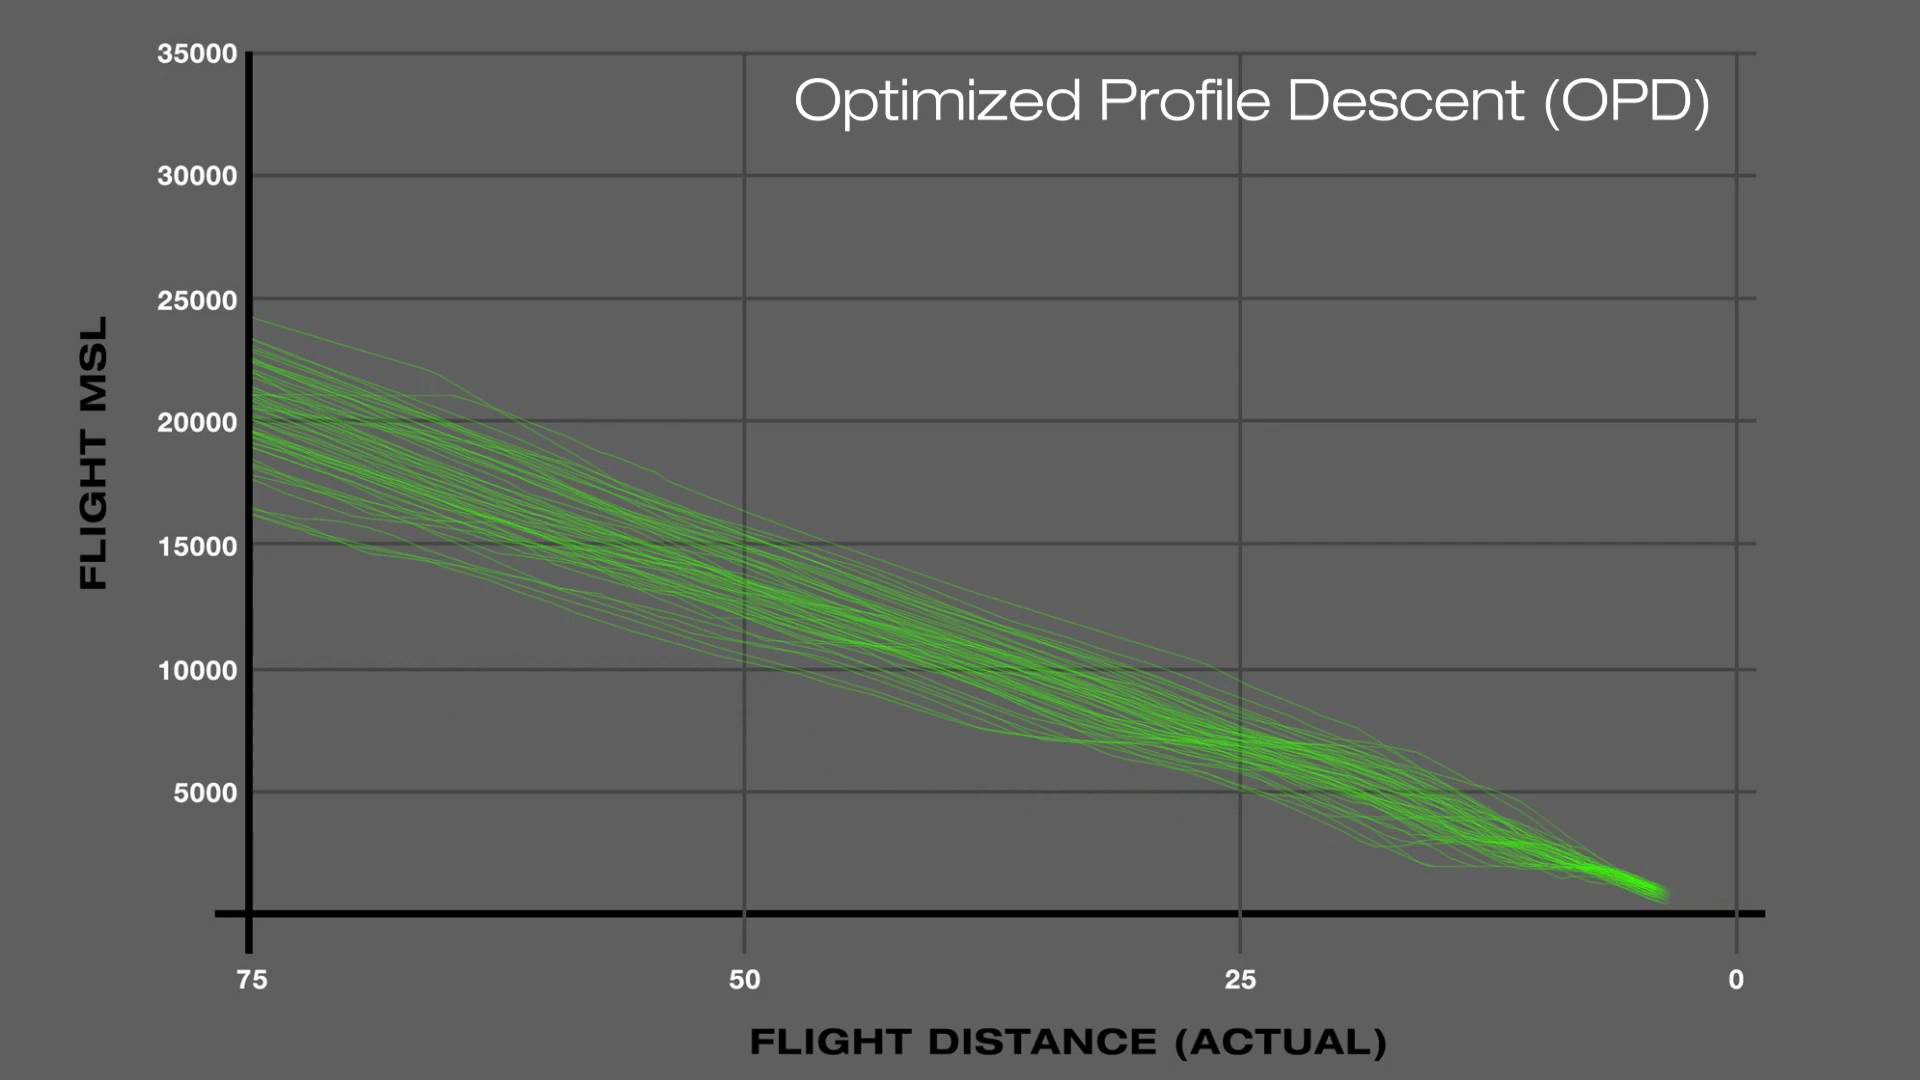 Optimized Profile Descent (OPD)
35000
30000
25000
20000
15000
10000
5000
FLIGHT MSL
75 50 25 0
FLIGHT DISTANCE (ACTUAL)